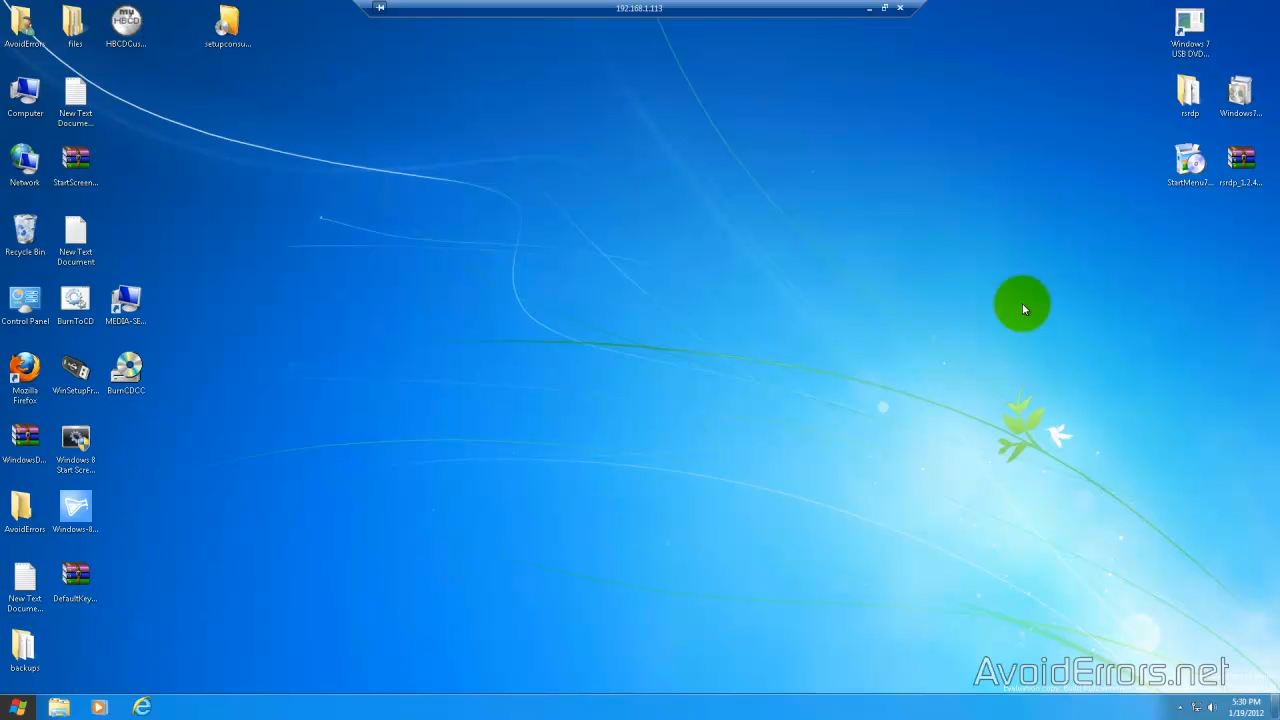 192.168.1.113
AvoidErro...
files
my
HBCD
HBCDCus...
setupconsu...
Windows 7
USB DVD...
Computer
New Text
Docume...
rsrdp
Windows7...
Network
StartScreen...
StartMenu7...
rsrdp_1.2.4...
Recycle Bin
New Text
Document
Control Panel
BurnToCD
MEDIA-SE...
Mozilla
Firefox
WinSetupFr...
BurnCDCC
WindowsD...
Windows 8
Start Scre...
AvoidErrors
Windows-8...
New Text
Docume...
DefaultKey...
backups
AvoidErrors.net
5:30 PM
1/19/2012